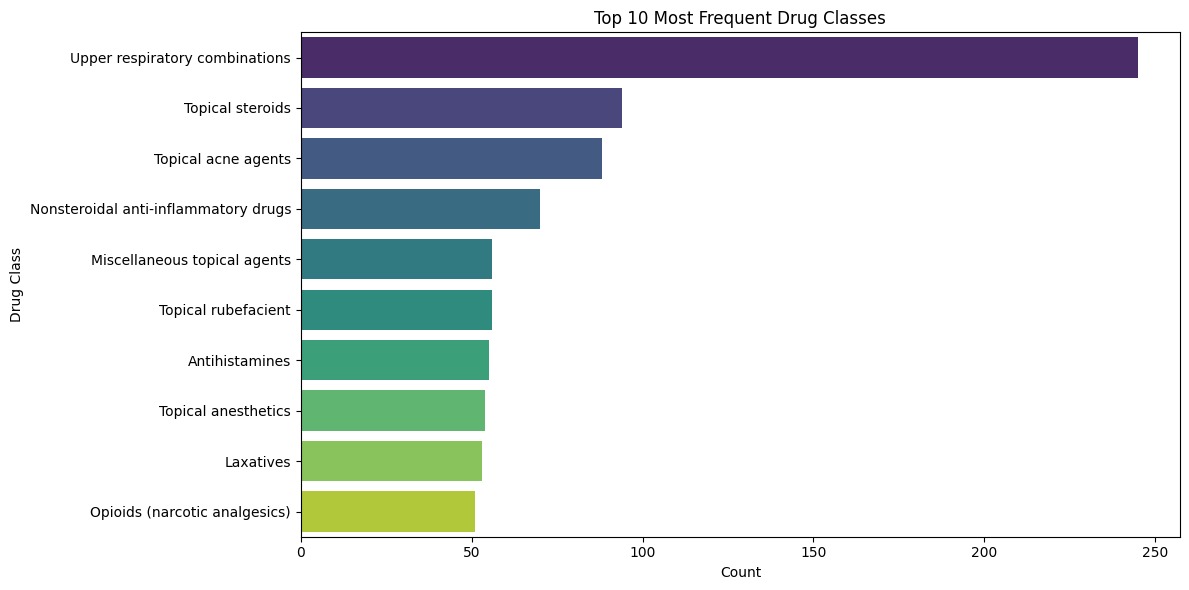 Top 10 Most Frequent Drug Classes
Drug Class
Upper respiratory combinations
Topical steroids
Topical acne agents
Nonsteroidal anti-inflammatory drugs
Miscellaneous topical agents
Topical rubefacient
Antihistamines
Topical anesthetics
Laxatives
Opioids (narcotic analgesics)
0 50 100 150 200 250
Count